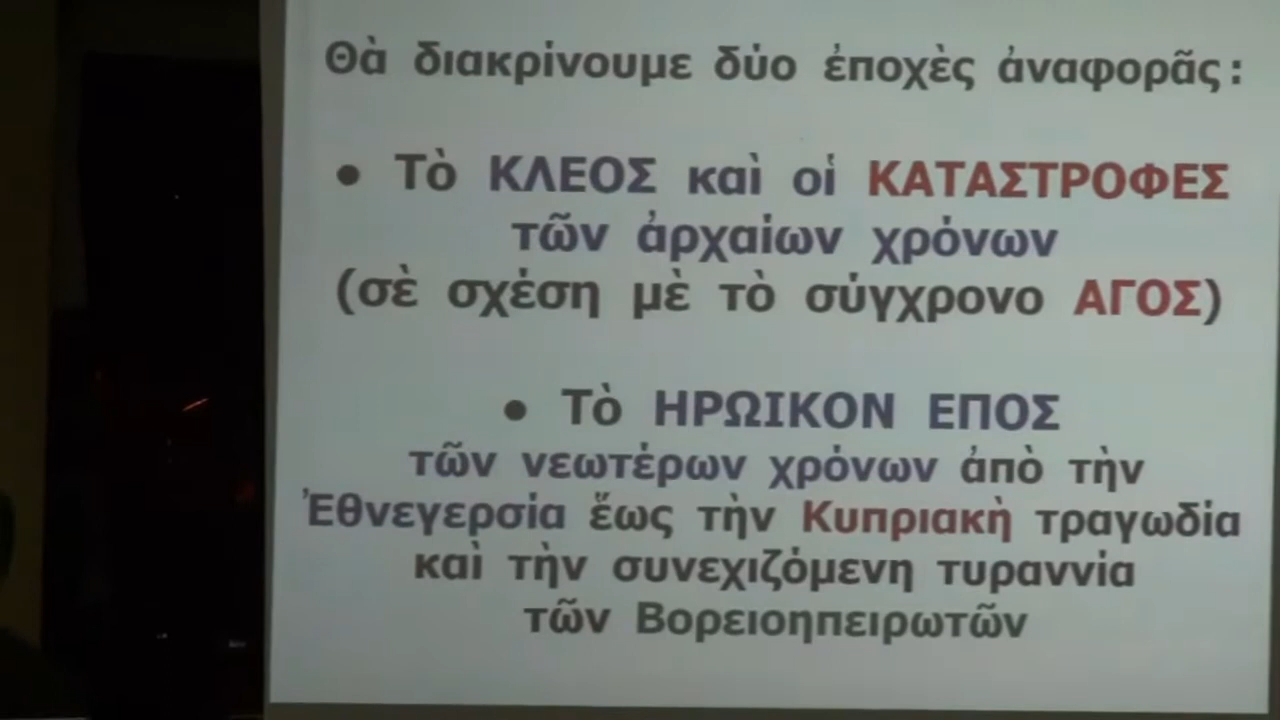 Θὰ διακρίνουμε δύο ἐποχὲς ἀναφορᾶς:
• Τὸ ΚΛΕΟΣ καὶ οἱ ΚΑΤΑΣΤΡΟΦΕΣ
τῶν ἀρχαίων χρόνων
(σὲ σχέση μὲ τὸ σύγχρονο ΑΓΟΣ)
• Τὸ ΗΡΩΙΚΟΝ ΕΠΟΣ
τῶν νεωτέρων χρόνων ἀπὸ τὴν
Ἐθνεγερσία ἕως τὴν Κυπριακὴ τραγωδία
καὶ τὴν συνεχιζόμενη τυραννία
τῶν Βορειοηπειρωτῶν